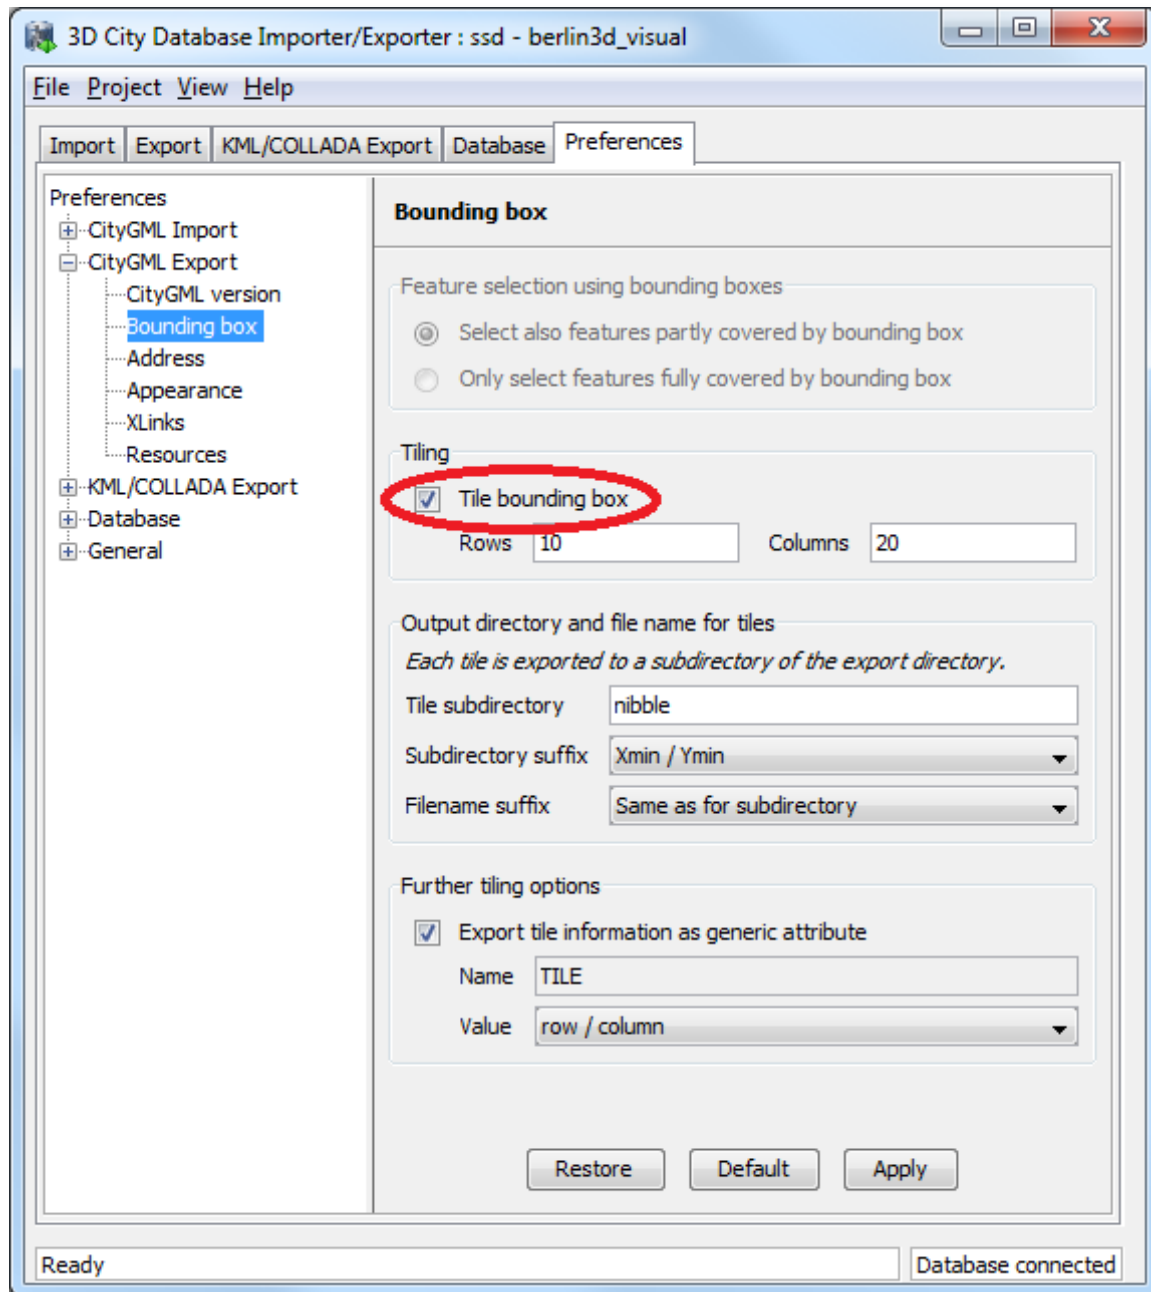 3D City Database Importer/Exporter : ssd - berlin3d_visual
File Project View Help
Import Export KML/COLLADA Export Database Preferences
Preferences
CityGML Import
CityGML Export
CityGML version
Bounding box
Address
Appearance
XLinks
Resources
KML/COLLADA Export
Database
General
Bounding box
Feature selection using bounding boxes
Select also features partly covered by bounding box
Only select features fully covered by bounding box
Tiling
Tile bounding box
Rows 10 Columns 20
Output directory and file name for tiles
Each tile is exported to a subdirectory of the export directory.
Tile subdirectory nibble
Subdirectory suffix Xmin / Ymin
Filename suffix Same as for subdirectory
Further tiling options
Export tile information as generic attribute
Name TILE
Value row / column
Restore Default Apply
Ready Database connected